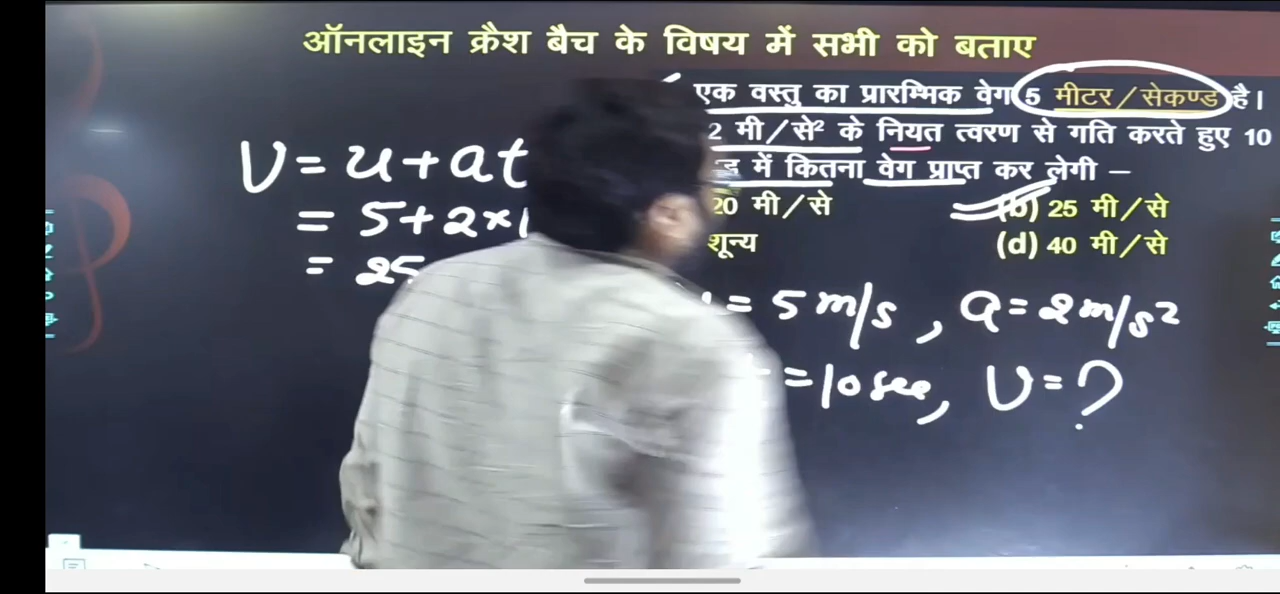 ऑनलाइन क्रैश बैच के विषय में सभी को बताए
एक वस्तु का प्रारम्भिक वेग 5 मीटर/सेकण्ड है।
2 मी/से² के नियत त्वरण से गति करते हुए 10
में कितना वेग प्राप्त कर लेगी –
20 मी/से (b) 25 मी/से
शून्य (d) 40 मी/से
V = u + at
= 5 + 2 ×
= 25
= 5 m/s , a = 2 m/s²
= 10 sec, v = ?